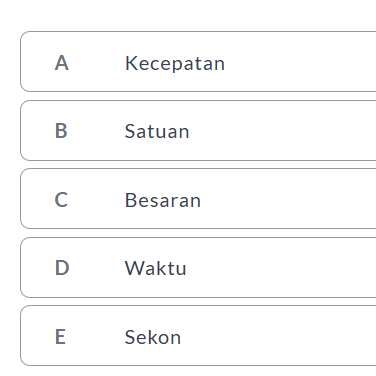 A Kecepatan
B Satuan
C Besaran
D Waktu
E Sekon